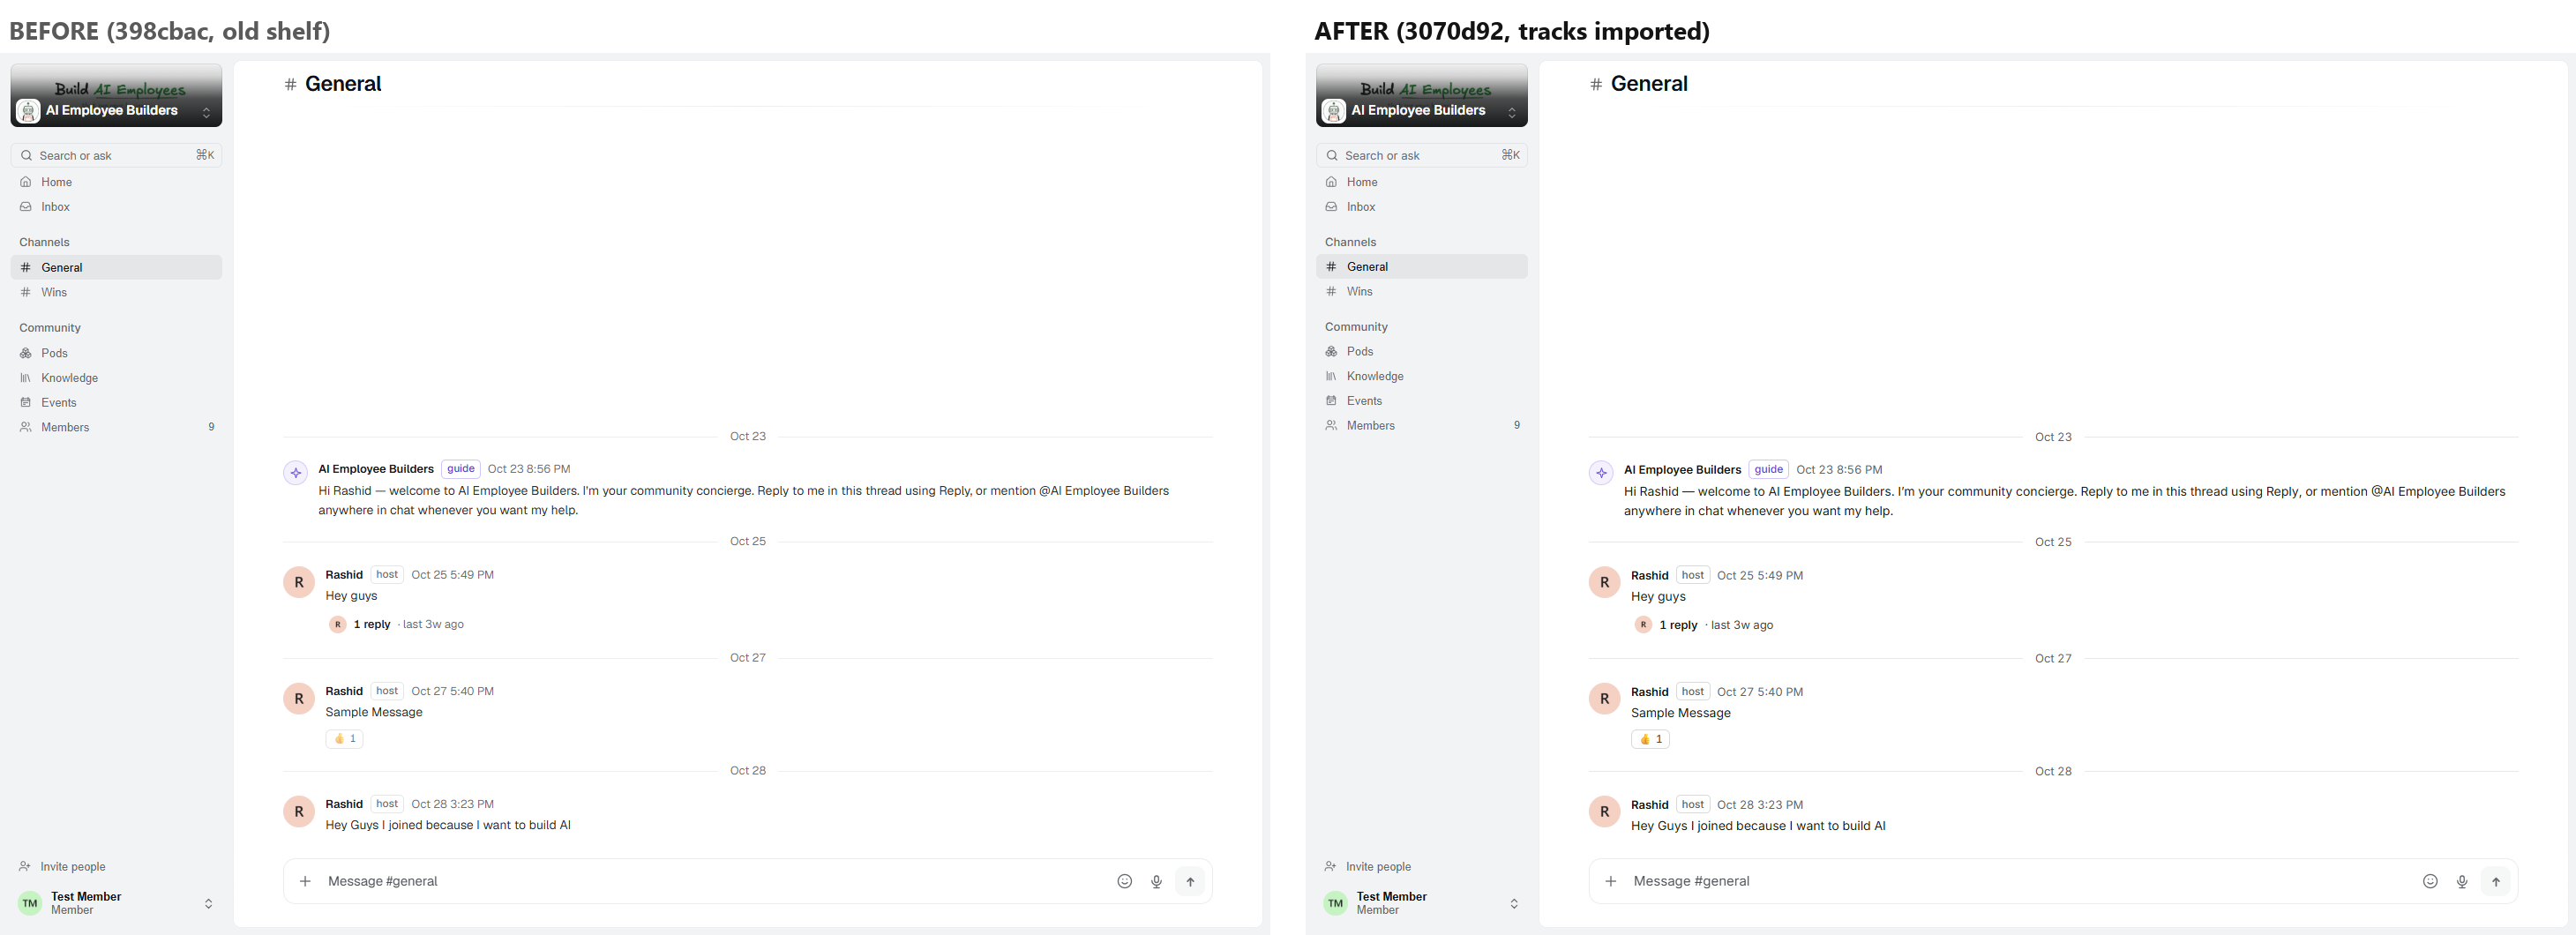 BEFORE (398cbac, old shelf)
Build AI Employees
AI Employee Builders
Search or ask ⌘K
Home
Inbox
Channels
# General
# Wins
Community
Pods
Knowledge
Events
Members 9
Invite people
TM Test Member
Member
# General
Oct 23
AI Employee Builders guide Oct 23 8:56 PM
Hi Rashid — welcome to AI Employee Builders. I'm your community concierge. Reply to me in this thread using Reply, or mention @AI Employee Builders
anywhere in chat whenever you want my help.
Oct 25
R Rashid host Oct 25 5:49 PM
Hey guys
R 1 reply · last 3w ago
Oct 27
R Rashid host Oct 27 5:40 PM
Sample Message
👍 1
Oct 28
R Rashid host Oct 28 3:23 PM
Hey Guys I joined because I want to build AI
Message #general
AFTER (3070d92, tracks imported)
Build AI Employees
AI Employee Builders
Search or ask ⌘K
Home
Inbox
Channels
# General
# Wins
Community
Pods
Knowledge
Events
Members 9
Invite people
TM Test Member
Member
# General
Oct 23
AI Employee Builders guide Oct 23 8:56 PM
Hi Rashid — welcome to AI Employee Builders. I'm your community concierge. Reply to me in this thread using Reply, or mention @AI Employee Builders
anywhere in chat whenever you want my help.
Oct 25
R Rashid host Oct 25 5:49 PM
Hey guys
R 1 reply · last 3w ago
Oct 27
R Rashid host Oct 27 5:40 PM
Sample Message
👍 1
Oct 28
R Rashid host Oct 28 3:23 PM
Hey Guys I joined because I want to build AI
Message #general